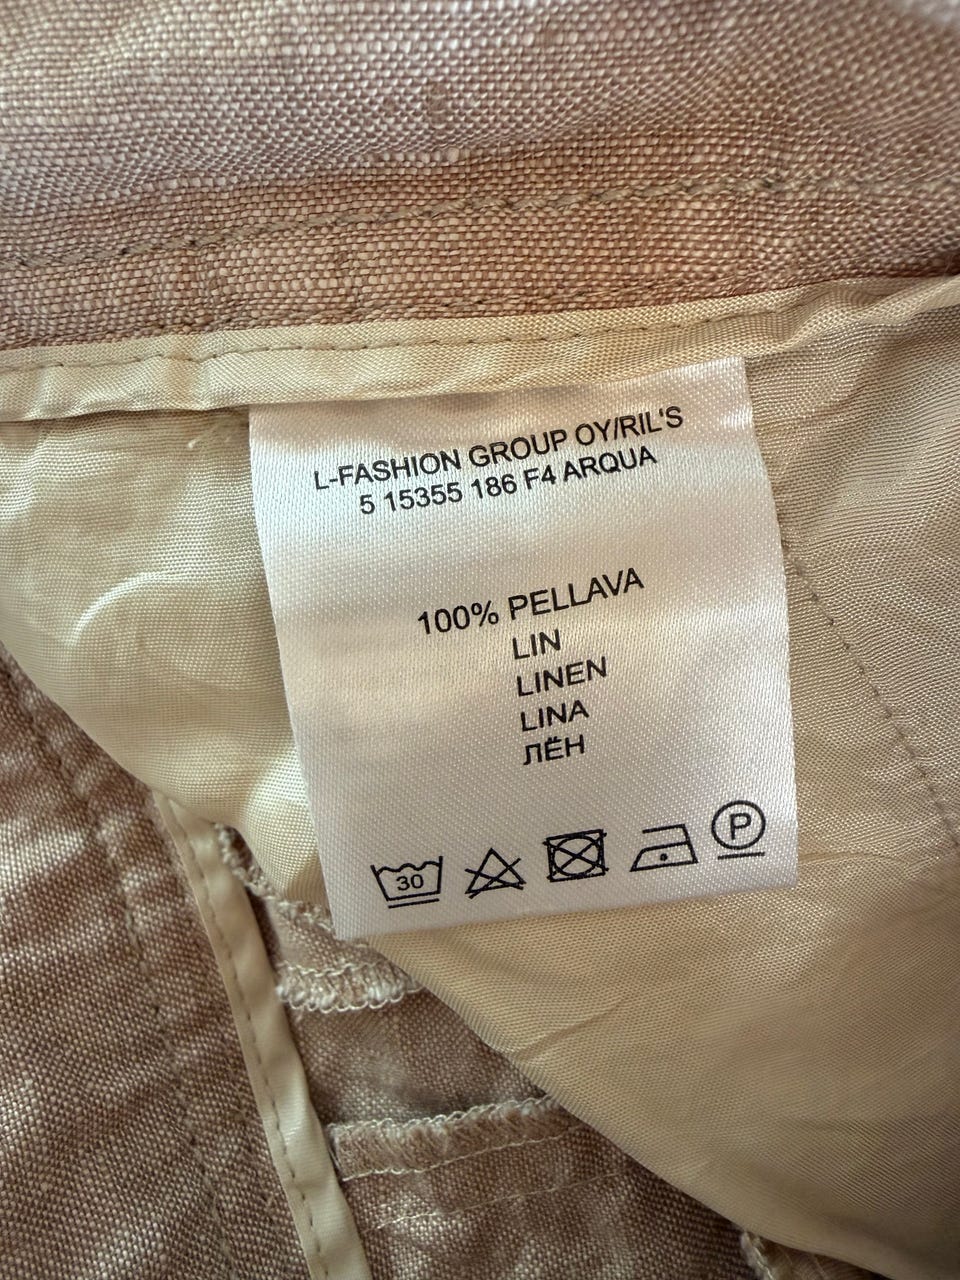 L-FASHION GROUP OY/RIL'S
5 15355 186 F4 ARQUA
100% PELLAVA
LIN
LINEN
LINA
ЛЁН
30
P